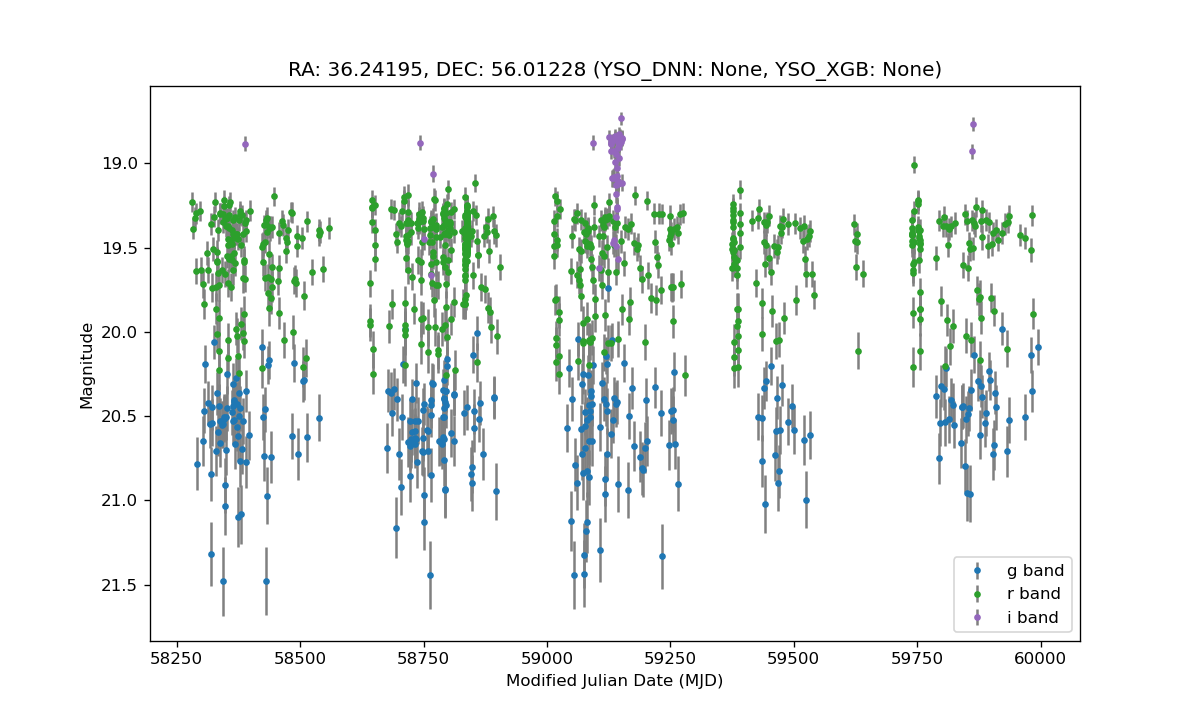 RA: 36.24195, DEC: 56.01228 (YSO_DNN: None, YSO_XGB: None)
19.0
19.5
20.0
20.5
21.0
21.5
Magnitude
g band
r band
i band
58250 58500 58750 59000 59250 59500 59750 60000
Modified Julian Date (MJD)